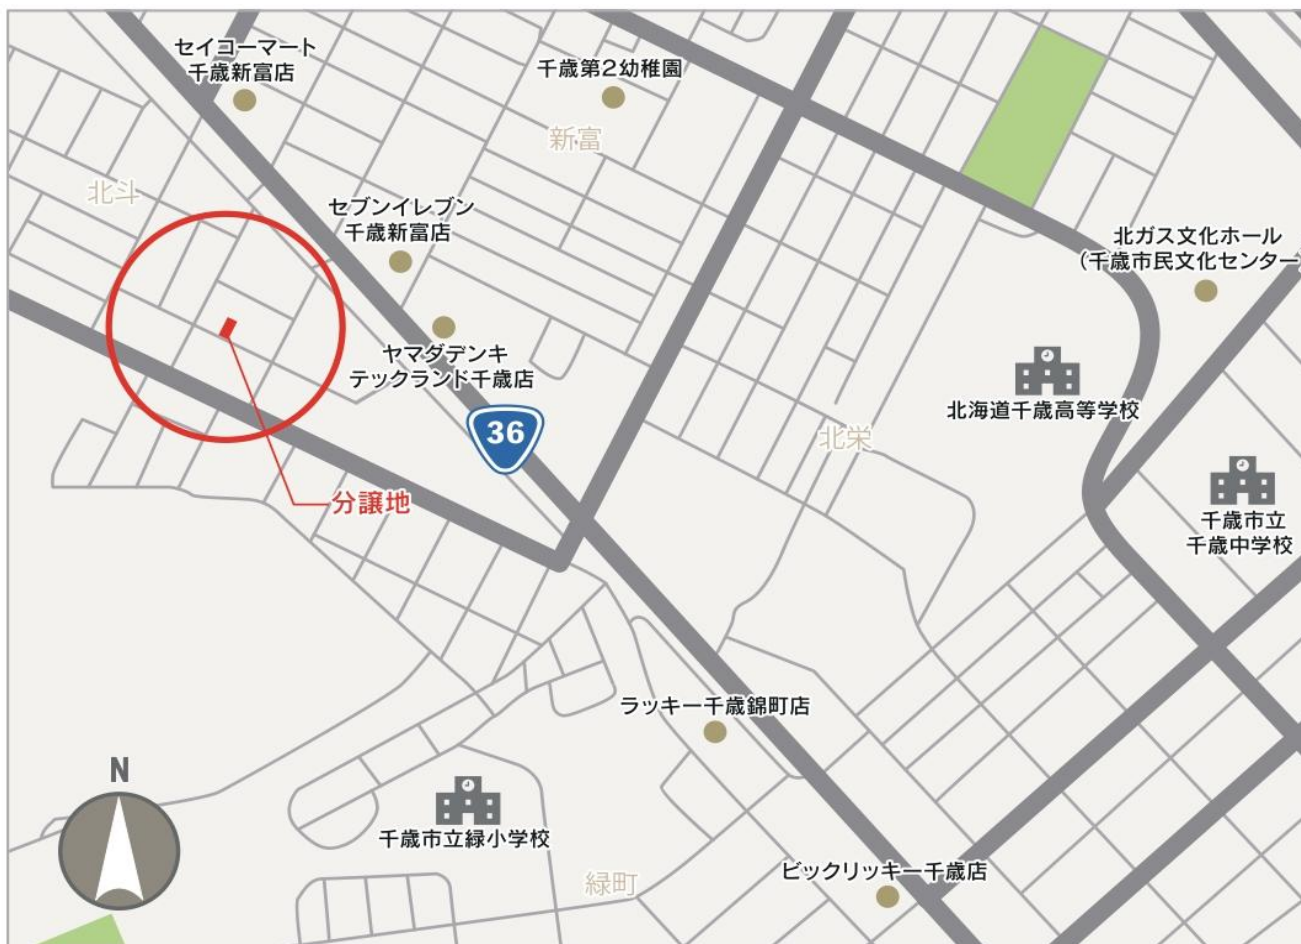 セイコーマート
千歳新富店
千歳第2幼稚園
新富
北斗
セブンイレブン
千歳新富店
北ガス文化ホール
(千歳市民文化センター)
ヤマダデンキ
テックランド千歳店
北海道千歳高等学校
36
北栄
千歳市立
千歳中学校
分譲地
ラッキー千歳錦町店
N
千歳市立緑小学校
緑町
ビックリッキー千歳店